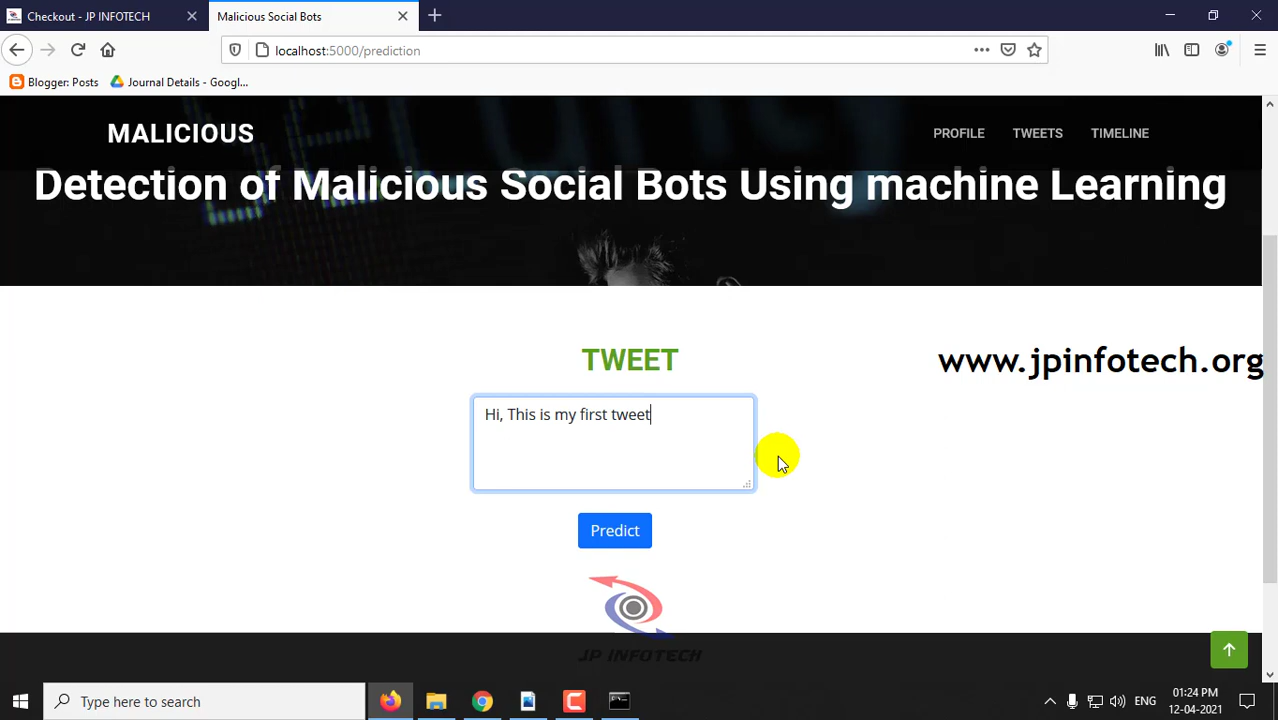 Checkout - JP INFOTECH
Malicious Social Bots
localhost:5000/prediction
Blogger: Posts
Journal Details - Googl...
MALICIOUS
PROFILE
TWEETS
TIMELINE
Detection of Malicious Social Bots Using machine Learning
TWEET
www.jpinfotech.org
Hi, This is my first tweet
Predict
JP INFOTECH
Type here to search
ENG
01:24 PM
12-04-2021